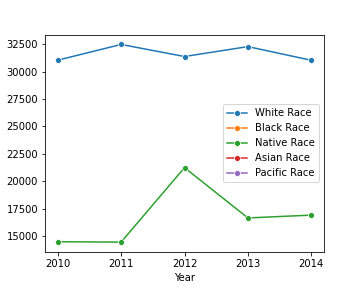 32500
30000
27500
25000
22500
20000
17500
15000
White Race
Black Race
Native Race
Asian Race
Pacific Race
2010 2011 2012 2013 2014
Year